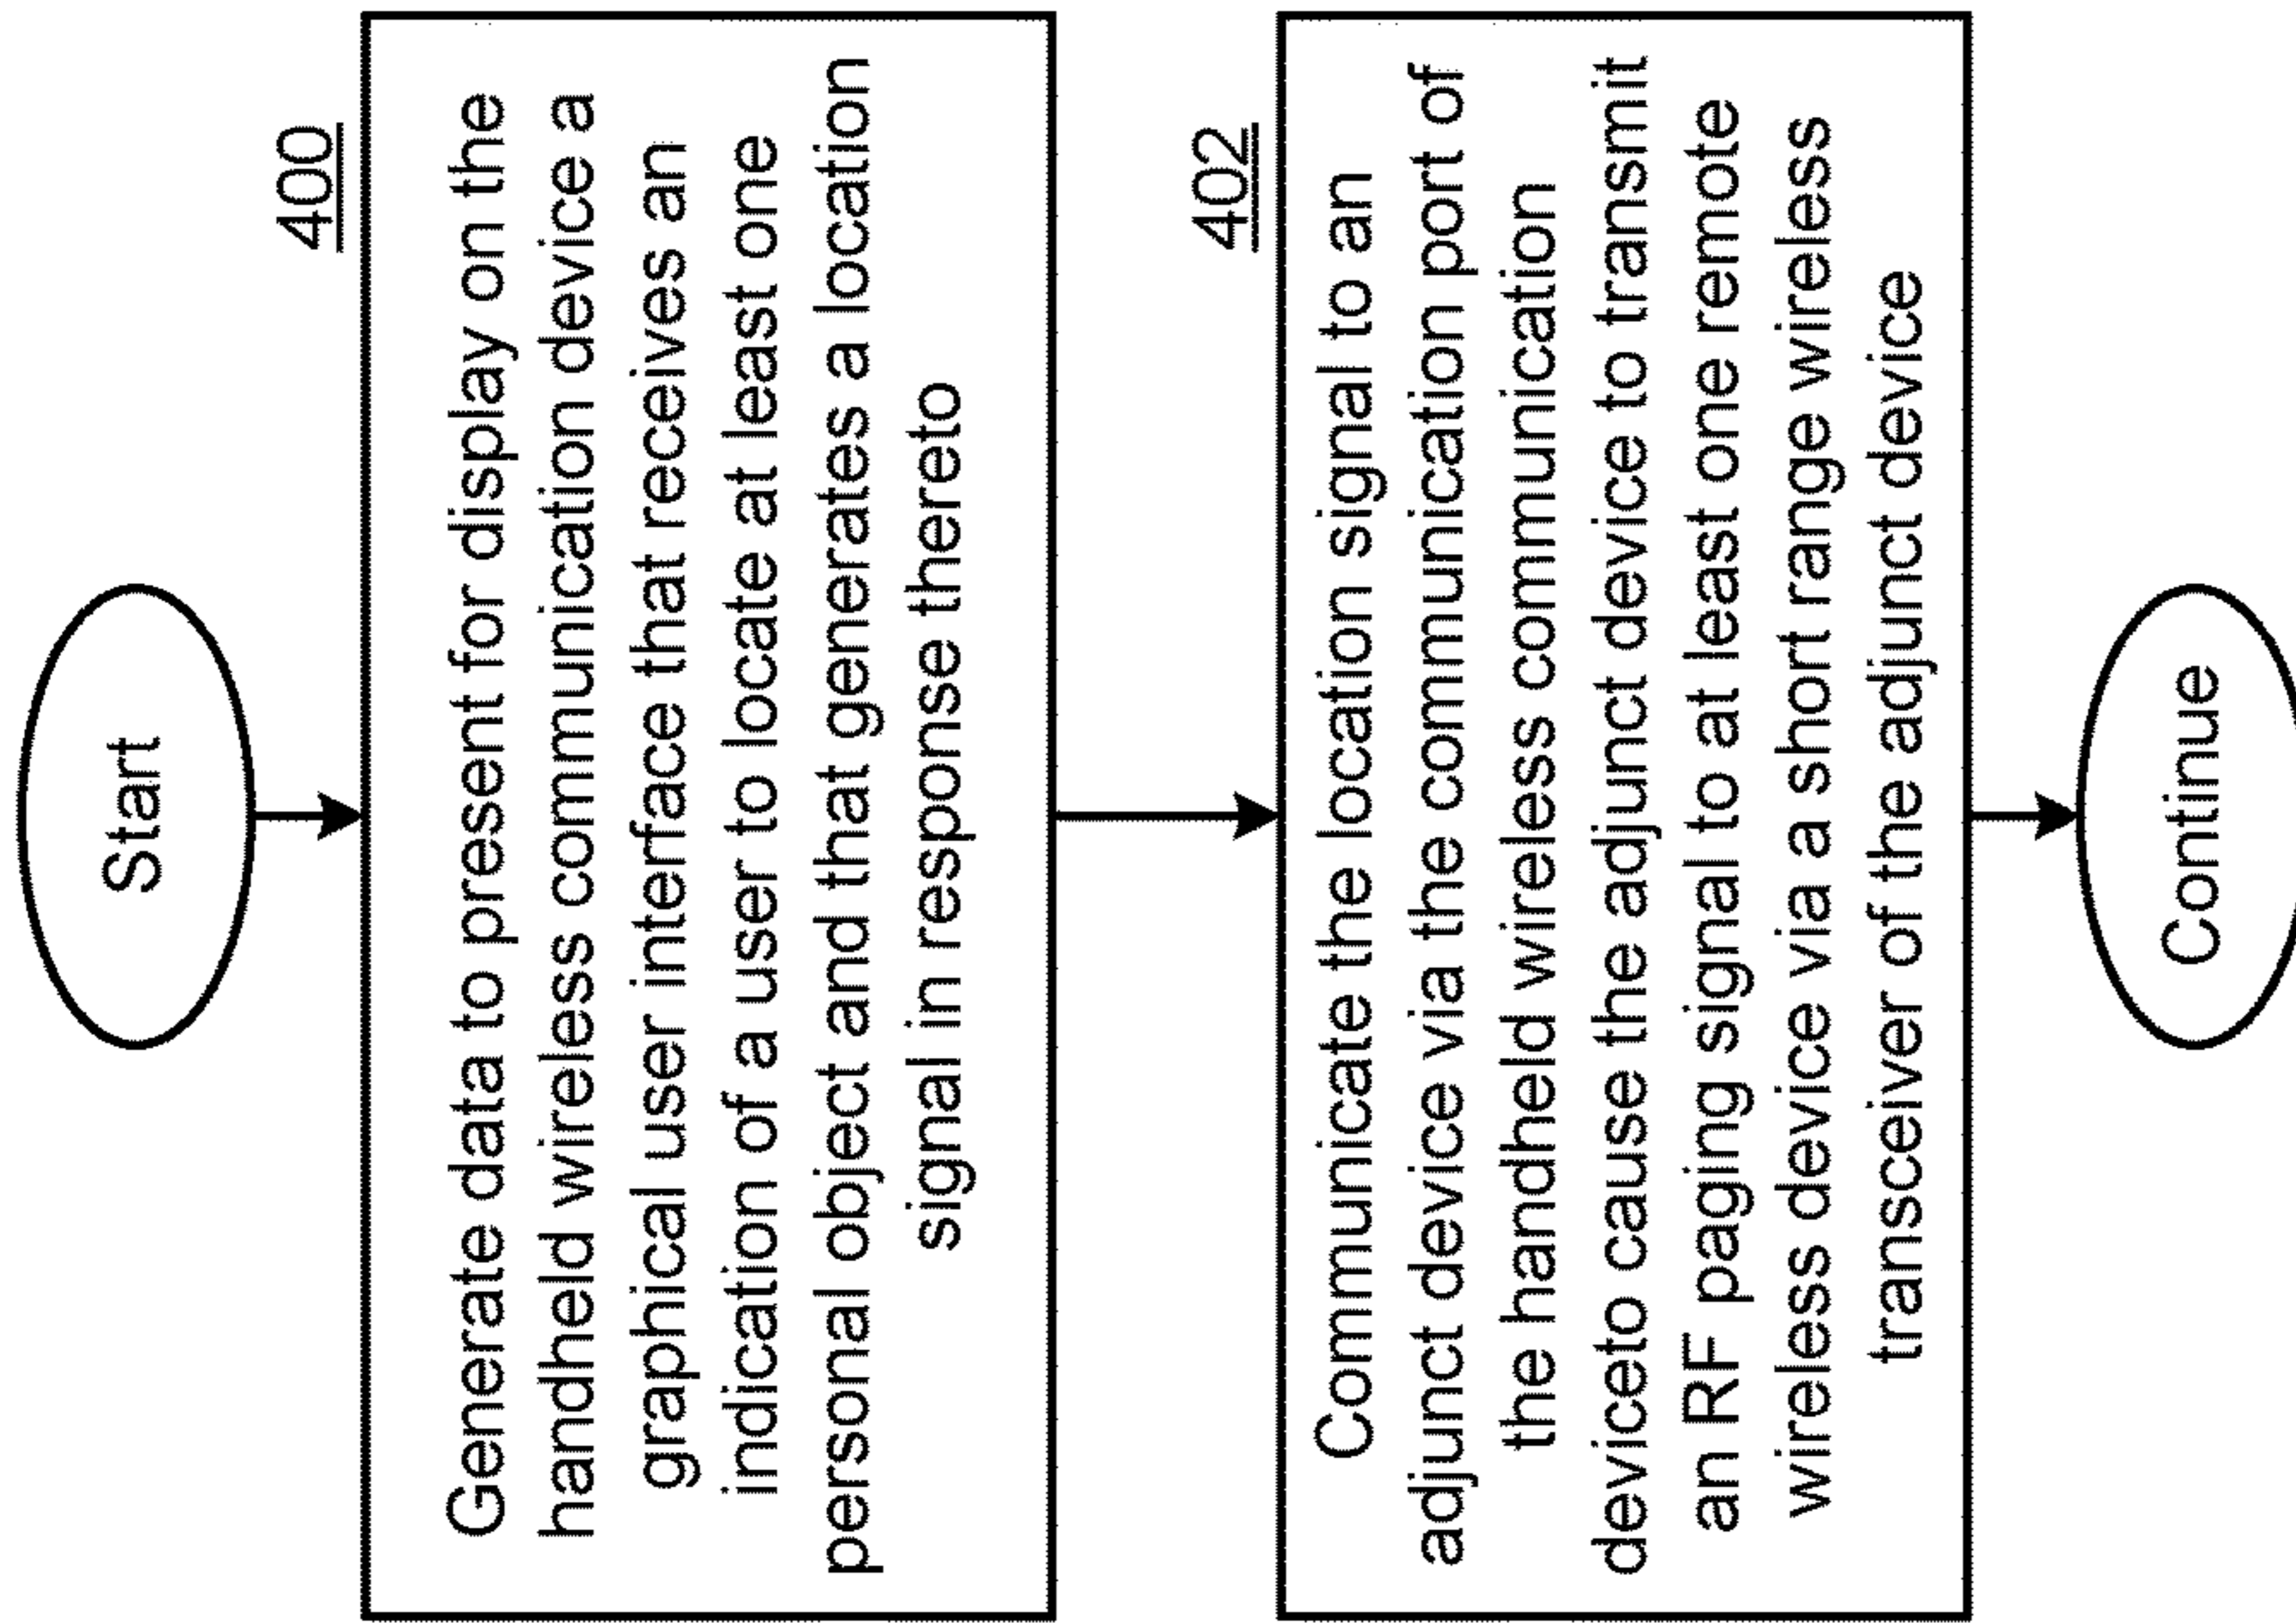 Start
400
Generate data to present for display on the
handheld wireless communication device a
graphical user interface that receives an
indication of a user to locate at least one
personal object and that generates a location
signal in response thereto
402
Communicate the location signal to an
adjunct device via the communication port of
the handheld wireless communication
deviceto cause the adjunct device to transmit
an RF paging signal to at least one remote
wireless device via a short range wireless
transceiver of the adjunct device
Continue